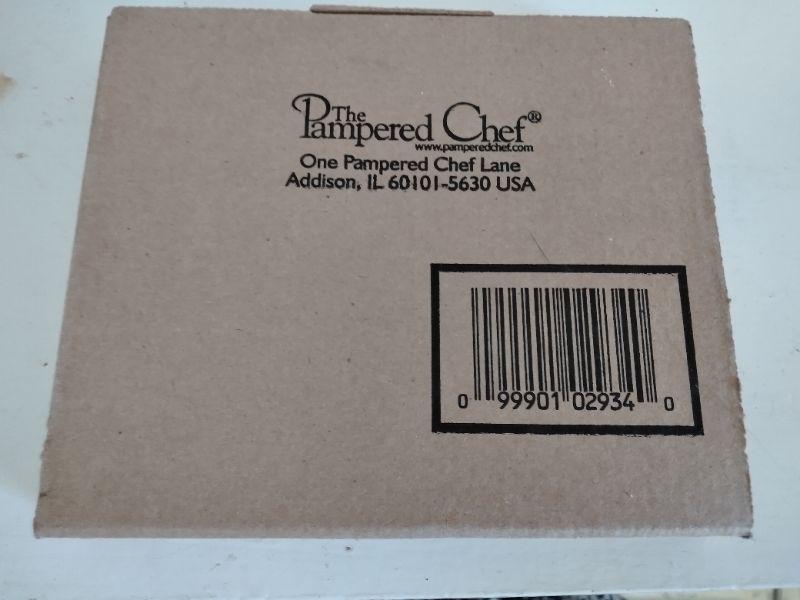 The Pampered Chef®
www.pamperedchef.com
One Pampered Chef Lane
Addison, IL 60101-5630 USA
0 99901 02934 0